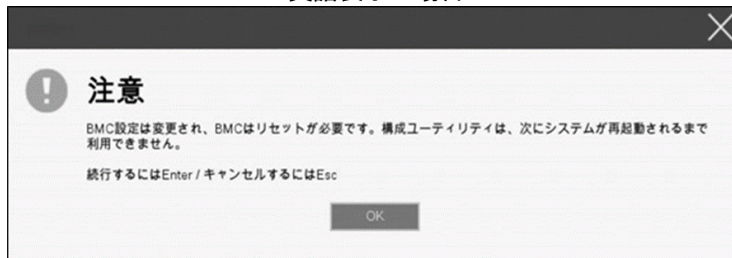 注意
BMC設定は変更され、BMCはリセットが必要です。構成ユーティリティは、次にシステムが再起動されるまで
利用できません。
続行するにはEnter / キャンセルするにはEsc
OK